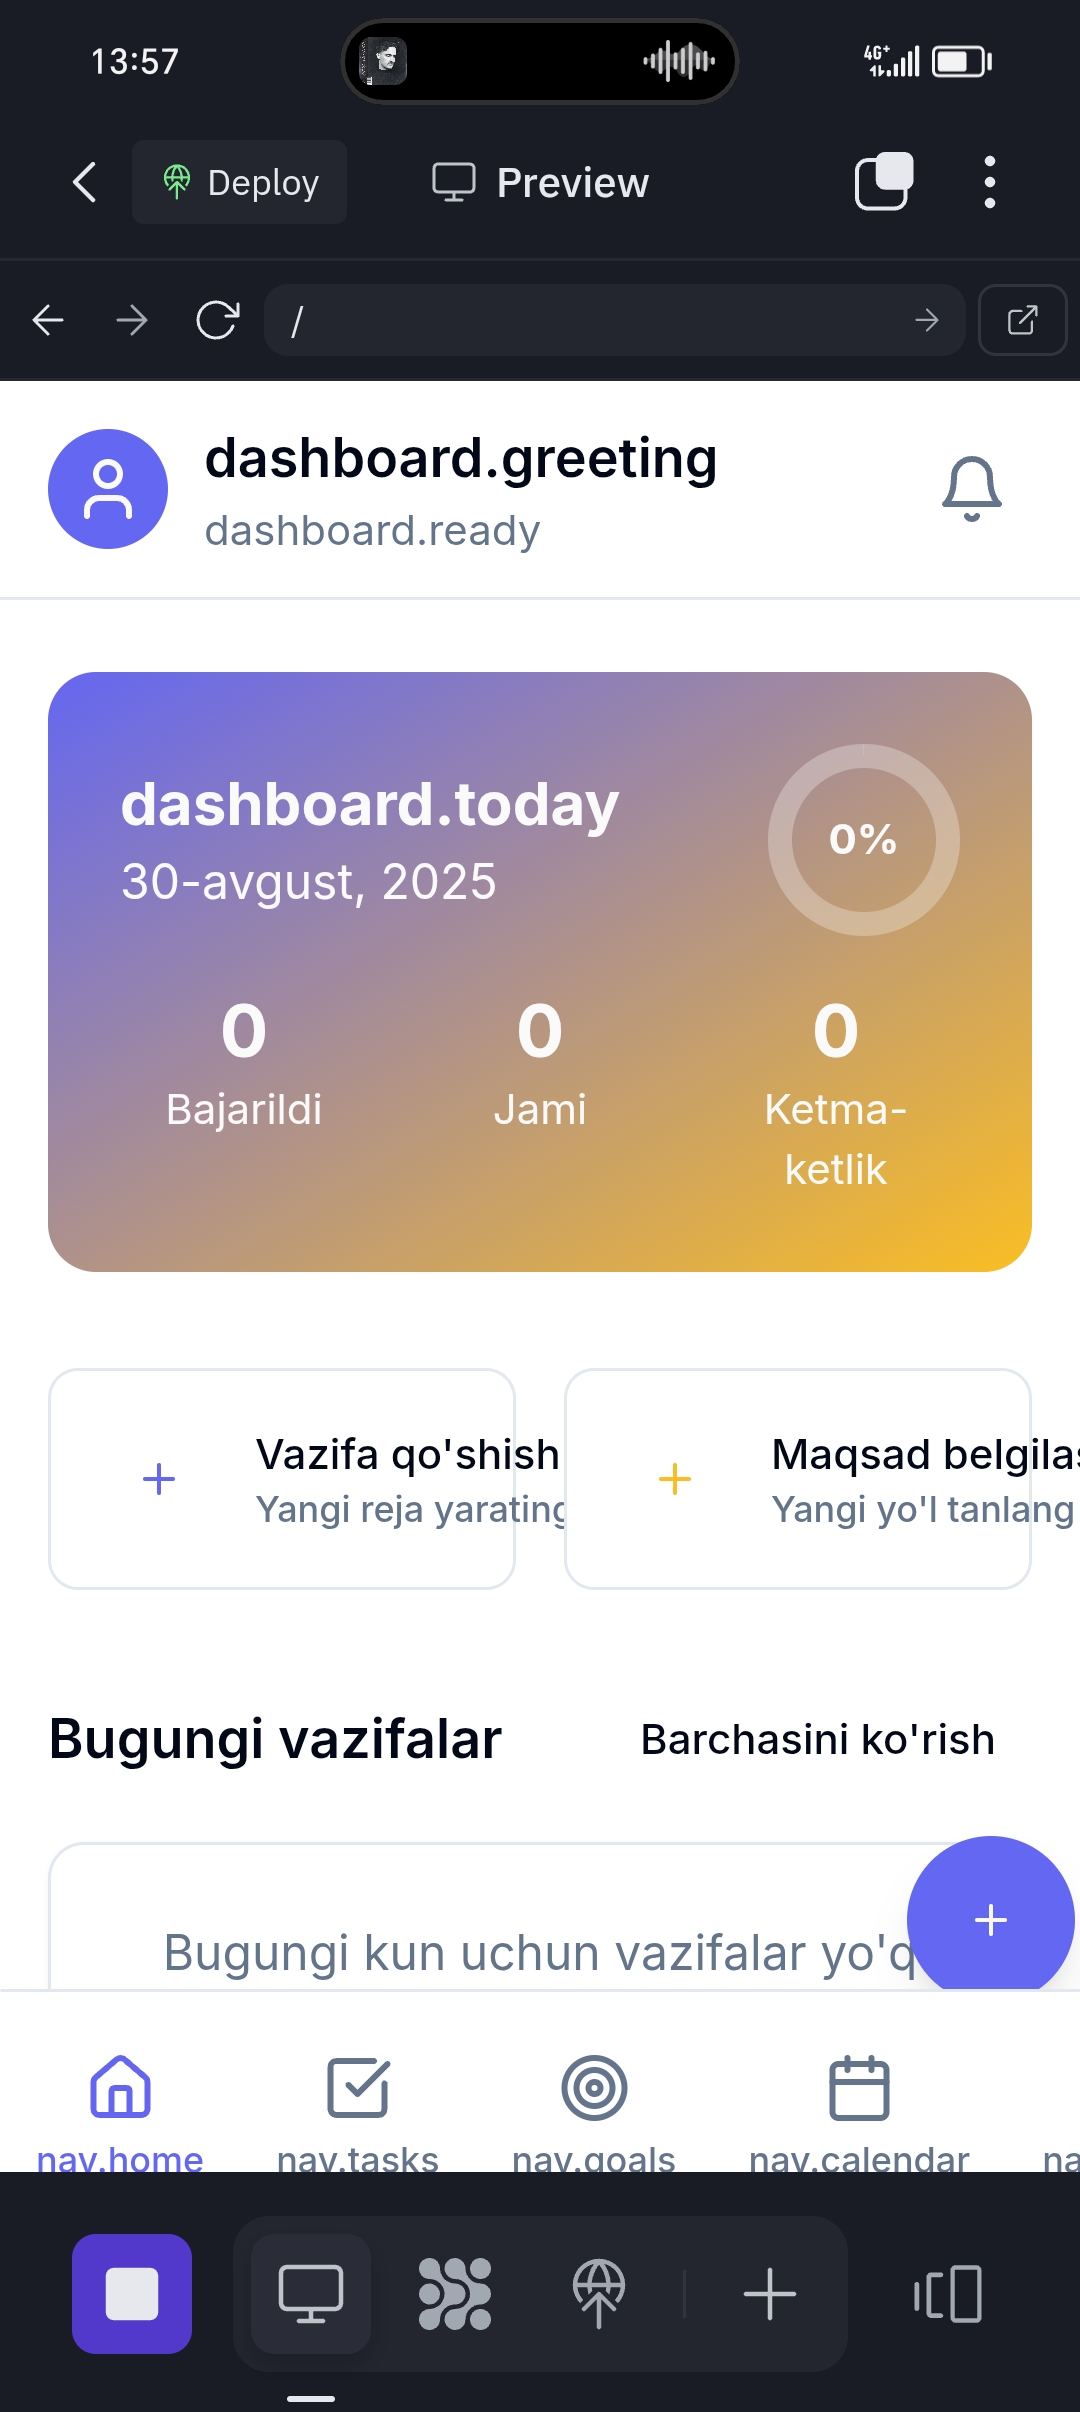 13:57
4G+
Deploy
Preview
/
dashboard.greeting
dashboard.ready
dashboard.today
30-avgust, 2025
0%
0
0
0
Bajarildi
Jami
Ketma-
ketlik
Vazifa qo'shish
Yangi reja yarating
Maqsad belgilas
Yangi yo'l tanlang
Bugungi vazifalar
Barchasini ko'rish
Bugungi kun uchun vazifalar yo'q
nav.home
nav.tasks
nav.goals
nav.calendar
na